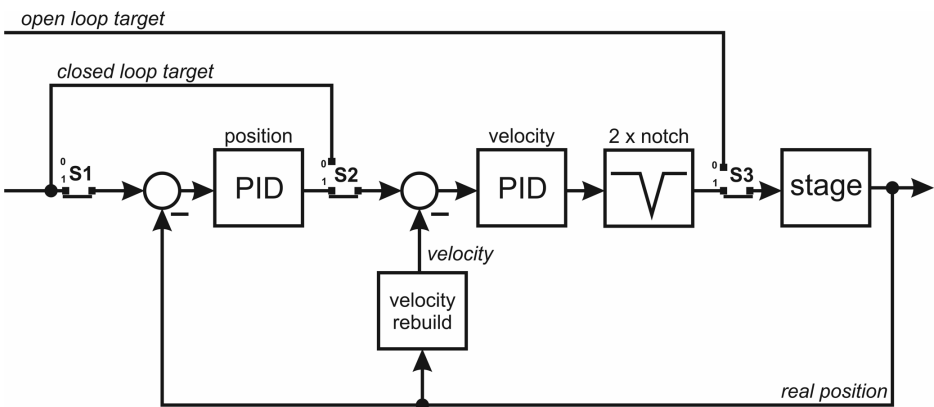 open loop target
closed loop target
position
velocity
2 x notch
0
1
S1
PID
0
1
S2
PID
0
1
S3
stage
velocity
velocity
rebuild
real position